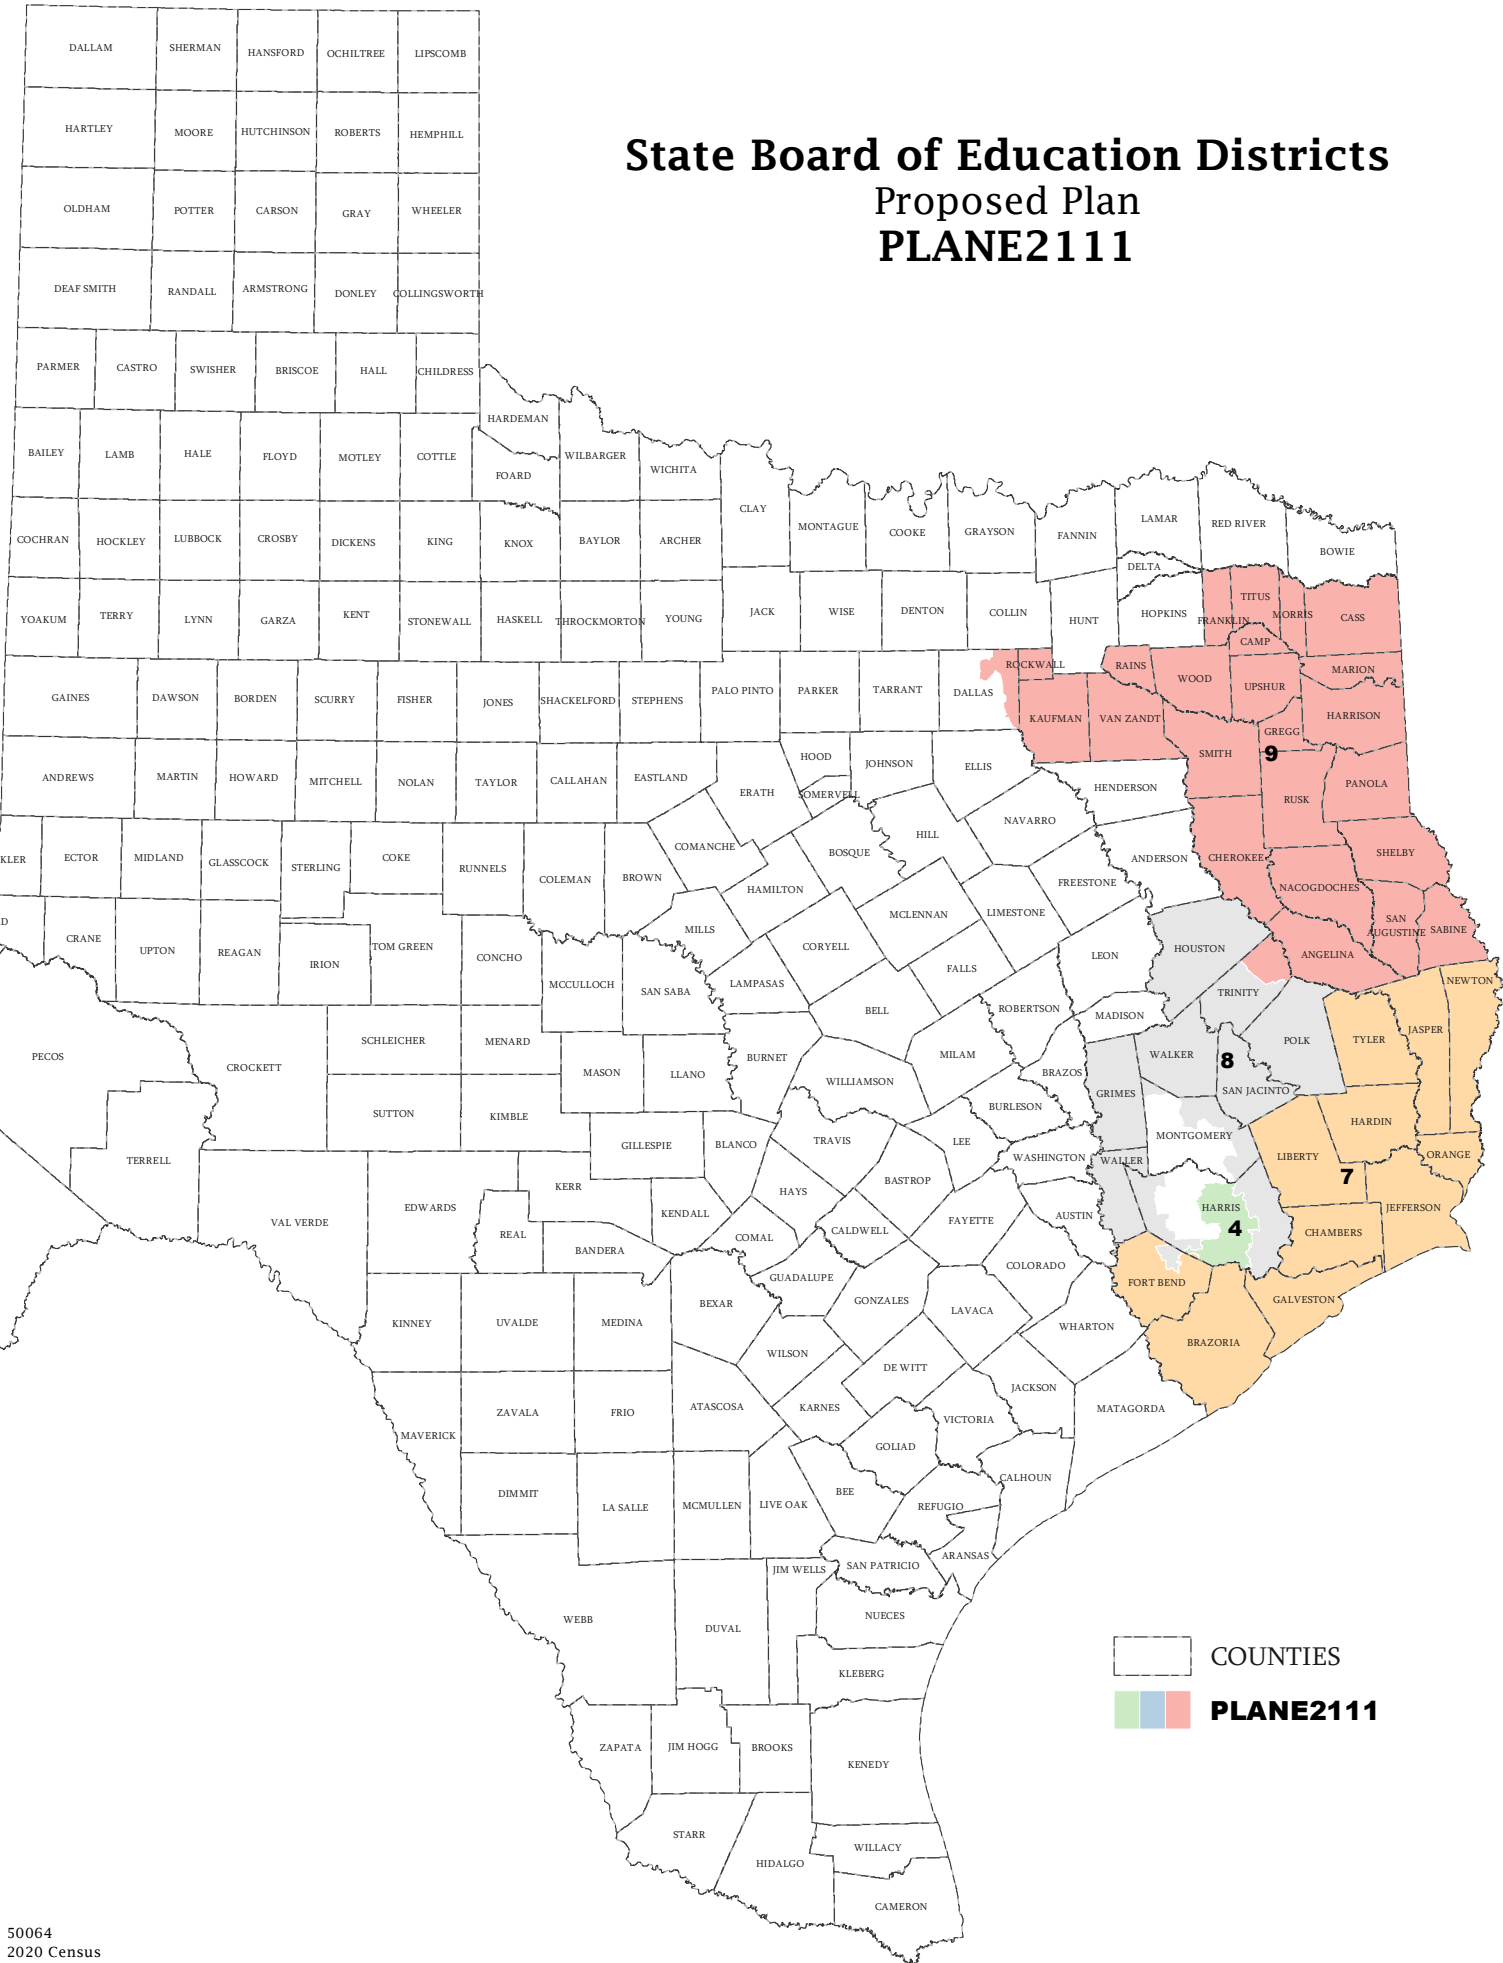 State Board of Education Districts
Proposed Plan
PLANE2111
DALLAM
SHERMAN
HANSFORD
OCHILTREE
LIPSCOMB
HARTLEY
MOORE
HUTCHINSON
ROBERTS
HEMPHILL
OLDHAM
POTTER
CARSON
GRAY
WHEELER
DEAF SMITH
RANDALL
ARMSTRONG
DONLEY
COLLINGSWORTH
PARMER
CASTRO
SWISHER
BRISCOE
HALL
CHILDRESS
HARDEMAN
BAILEY
LAMB
HALE
FLOYD
MOTLEY
COTTLE
FOARD
WILBARGER
WICHITA
CLAY
MONTAGUE
COOKE
GRAYSON
FANNIN
LAMAR
RED RIVER
BOWIE
DELTA
COCHRAN
HOCKLEY
LUBBOCK
CROSBY
DICKENS
KING
KNOX
BAYLOR
ARCHER
YOAKUM
TERRY
LYNN
GARZA
KENT
STONEWALL
HASKELL
THROCKMORTON
YOUNG
JACK
WISE
DENTON
COLLIN
HUNT
HOPKINS
FRANKLIN
TITUS
MORRIS
CASS
CAMP
GAINES
DAWSON
BORDEN
SCURRY
FISHER
JONES
SHACKELFORD
STEPHENS
PALO PINTO
PARKER
TARRANT
DALLAS
ROCKWALL
RAINS
WOOD
UPSHUR
MARION
KAUFMAN
VAN ZANDT
SMITH
GREGG
HARRISON
9
ANDREWS
MARTIN
HOWARD
MITCHELL
NOLAN
TAYLOR
CALLAHAN
EASTLAND
ERATH
HOOD
SOMERVELL
JOHNSON
ELLIS
HENDERSON
RUSK
PANOLA
KLER
ECTOR
MIDLAND
GLASSCOCK
STERLING
COKE
RUNNELS
COLEMAN
BROWN
COMANCHE
HAMILTON
BOSQUE
HILL
NAVARRO
FREESTONE
ANDERSON
CHEROKEE
NACOGDOCHES
SHELBY
D
CRANE
UPTON
REAGAN
IRION
TOM GREEN
CONCHO
MCCULLOCH
SAN SABA
MILLS
LAMPASAS
CORYELL
MCLENNAN
LIMESTONE
FALLS
LEON
HOUSTON
TRINITY
ANGELINA
SAN
AUGUSTINE
SABINE
NEWTON
PECOS
CROCKETT
SCHLEICHER
MENARD
MASON
LLANO
BURNET
BELL
MILAM
ROBERTSON
MADISON
BRAZOS
WALKER
8
SAN JACINTO
POLK
TYLER
JASPER
TERRELL
SUTTON
KIMBLE
GILLESPIE
BLANCO
WILLIAMSON
TRAVIS
BURLESON
LEE
GRIMES
MONTGOMERY
HARDIN
LIBERTY
7
ORANGE
VAL VERDE
EDWARDS
KERR
REAL
BANDERA
KENDALL
HAYS
COMAL
CALDWELL
BASTROP
FAYETTE
WASHINGTON
WALLER
AUSTIN
HARRIS
4
CHAMBERS
JEFFERSON
KINNEY
UVALDE
MEDINA
BEXAR
GUADALUPE
GONZALES
LAVACA
COLORADO
WHARTON
FORT BEND
BRAZORIA
GALVESTON
MAVERICK
ZAVALA
FRIO
ATASCOSA
WILSON
KARNES
DE WITT
VICTORIA
JACKSON
MATAGORDA
DIMMIT
LA SALLE
MCMULLEN
LIVE OAK
BEE
GOLIAD
REFUGIO
CALHOUN
ARANSAS
SAN PATRICIO
WEBB
DUVAL
JIM WELLS
NUECES
KLEBERG
ZAPATA
JIM HOGG
BROOKS
KENEDY
STARR
HIDALGO
WILLACY
CAMERON
COUNTIES
PLANE2111
50064
2020 Census